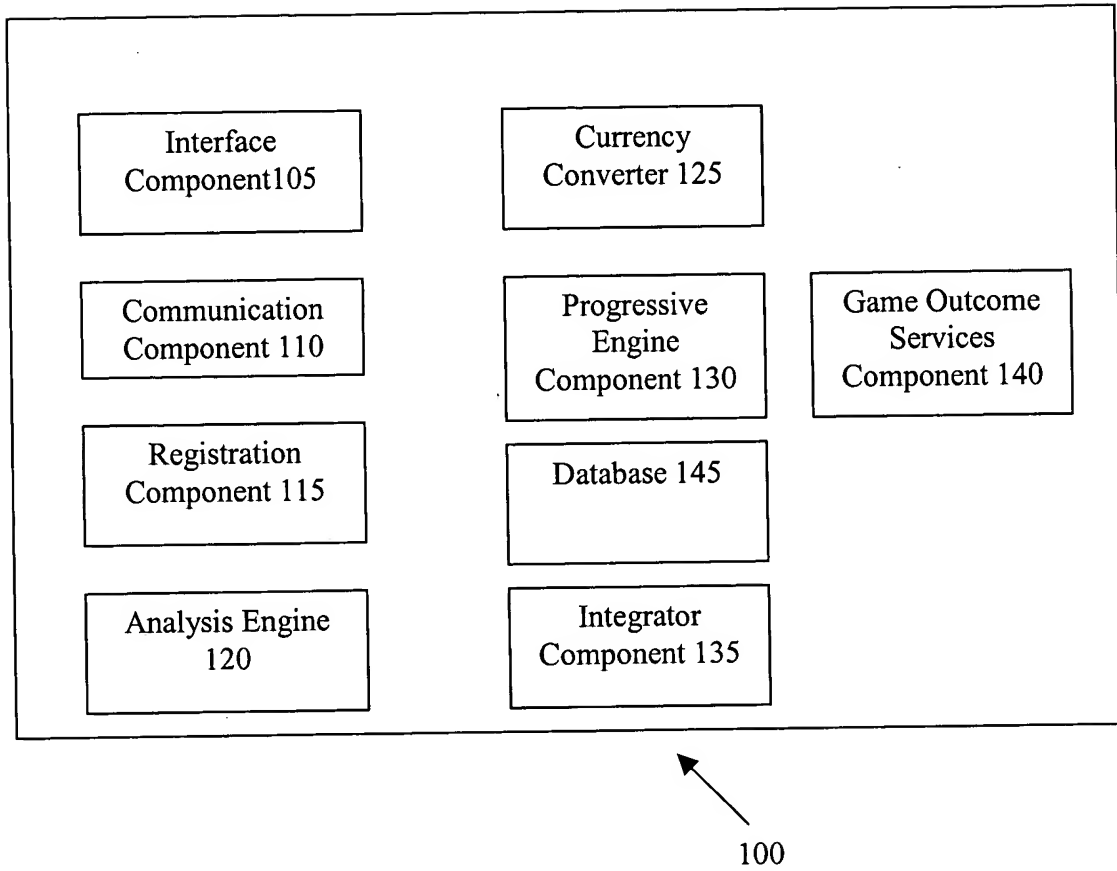 Interface
Component105
Currency
Converter 125
Communication
Component 110
Progressive
Engine
Component 130
Game Outcome
Services
Component 140
Registration
Component 115
Database 145
Analysis Engine
120
Integrator
Component 135
100